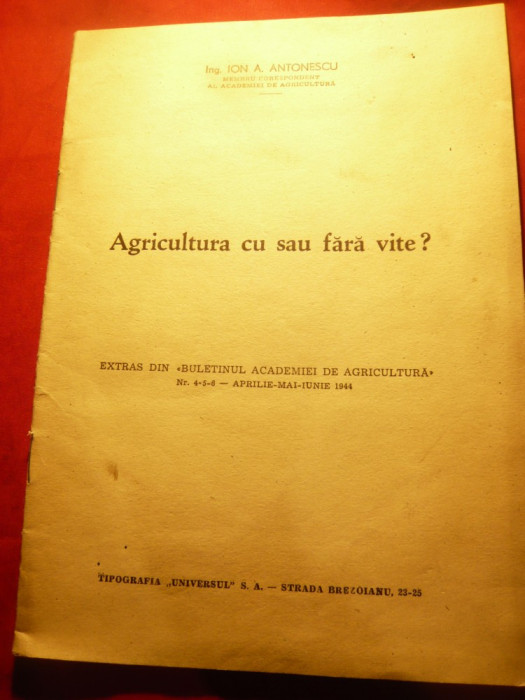 Ing. ION A. ANTONESCU
MEMBRU CORESPONDENT
AL ACADEMIEI DE AGRICULTURĂ
Agricultura cu sau fără vite?
EXTRAS DIN «BULETINUL ACADEMIEI DE AGRICULTURĂ»
Nr. 4-5-6 — APRILIE-MAI-IUNIE 1944
TIPOGRAFIA „UNIVERSUL" S. A. — STRADA BREZOIANU, 23-25